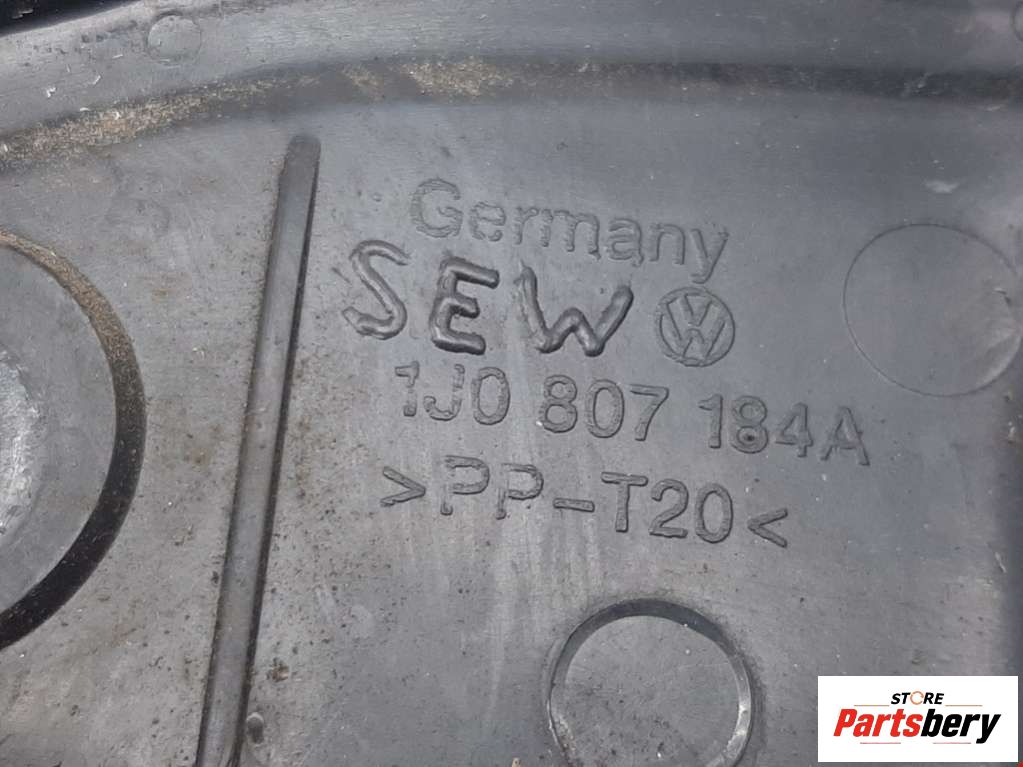 Germany
SEW
1J0 807 184A
>PP-T20<
STORE
Partsbery